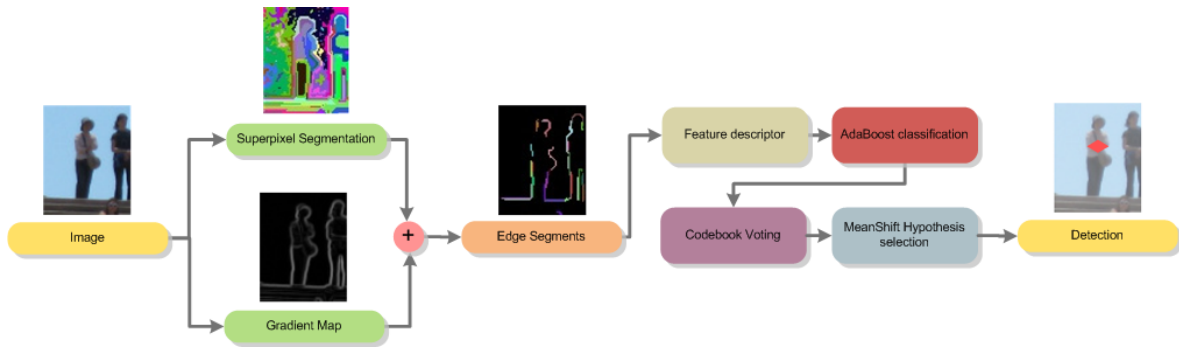 Image
Superpixel Segmentation
Gradient Map
+
Edge Segments
Feature descriptor
AdaBoost classification
Codebook Voting
MeanShift Hypothesis
selection
Detection